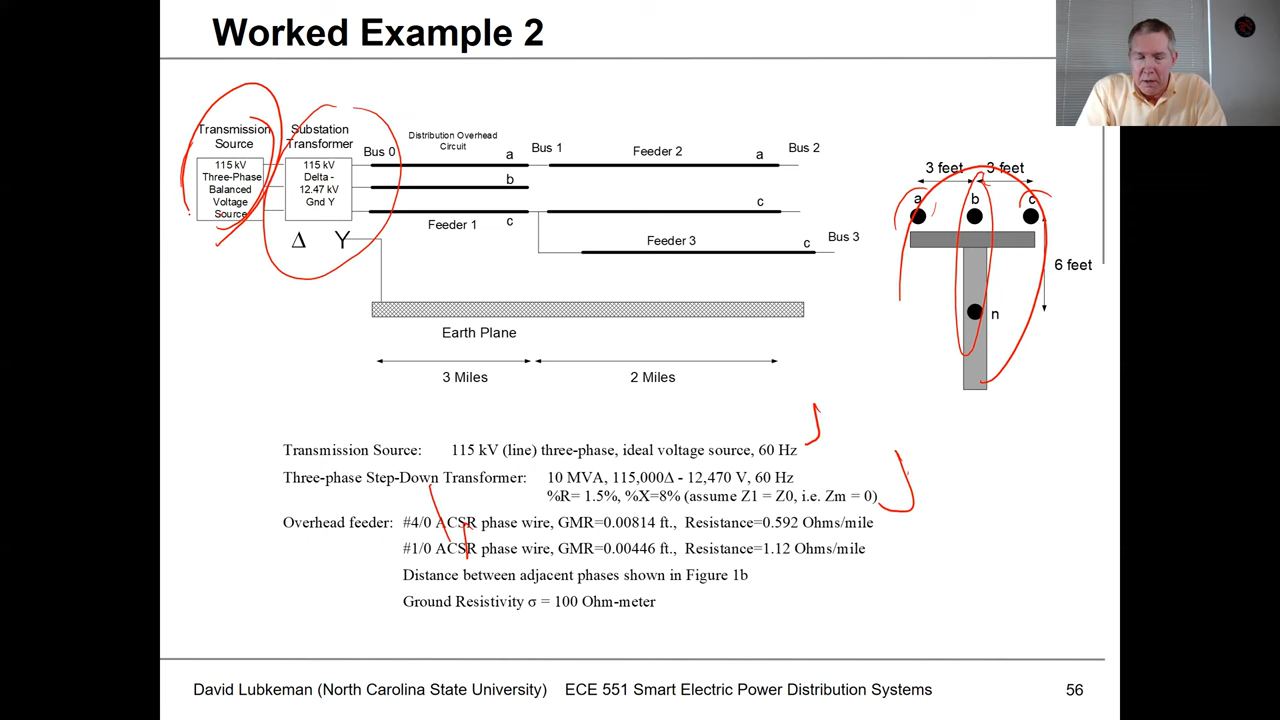 Worked Example 2
Transmission
Source
115 kV
Three-Phase
Balanced
Voltage
Source
Substation
Transformer
115 kV
Delta -
12.47 kV
Gnd Y
Δ Y
Bus 0
Distribution Overhead
Circuit
a
b
c
Feeder 1
Bus 1
Feeder 2
a
Bus 2
c
Feeder 3
c
Bus 3
Earth Plane
3 Miles
2 Miles
3 feet 3 feet
a b c
6 feet
n
Transmission Source: 115 kV (line) three-phase, ideal voltage source, 60 Hz
Three-phase Step-Down Transformer: 10 MVA, 115,000Δ - 12,470 V, 60 Hz
%R= 1.5%, %X=8% (assume Z1 = Z0, i.e. Zm = 0)
Overhead feeder: #4/0 ACSR phase wire, GMR=0.00814 ft., Resistance=0.592 Ohms/mile
#1/0 ACSR phase wire, GMR=0.00446 ft., Resistance=1.12 Ohms/mile
Distance between adjacent phases shown in Figure 1b
Ground Resistivity σ = 100 Ohm-meter
David Lubkeman (North Carolina State University) ECE 551 Smart Electric Power Distribution Systems 56